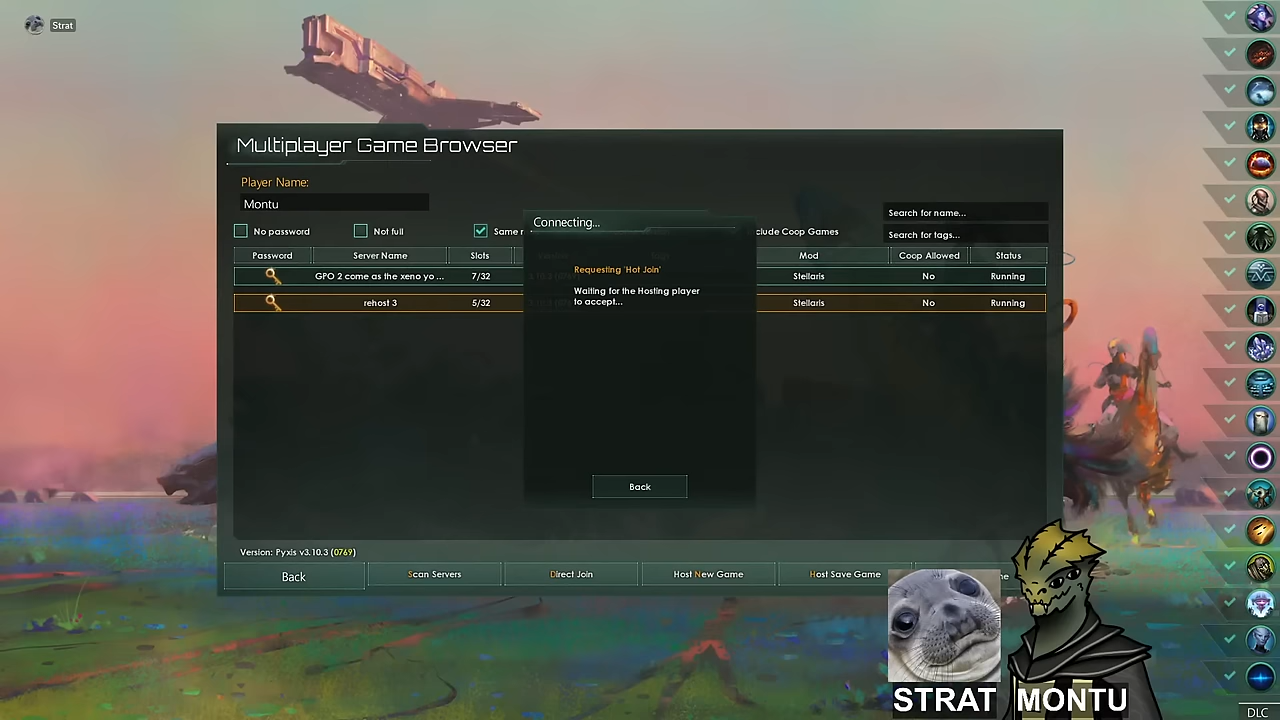 Strat
Multiplayer Game Browser
Player Name:
Montu
Connecting...
Search for name...
No password
Not full
Same
clude Coop Games
Search for tags...
Password
Server Name
Slots
Mod
Coop Allowed
Status
Requesting 'Hot Join'
GPO 2 come as the xeno yo ...
7/32
Stellaris
No
Running
Waiting for the Hosting player
to accept...
rehost 3
5/32
Stellaris
No
Running
Back
Version: Pyxis v3.10.3 (0769)
Back
Scan Servers
Direct Join
Host New Game
Host Save Game
STRAT
MONTU
DLC